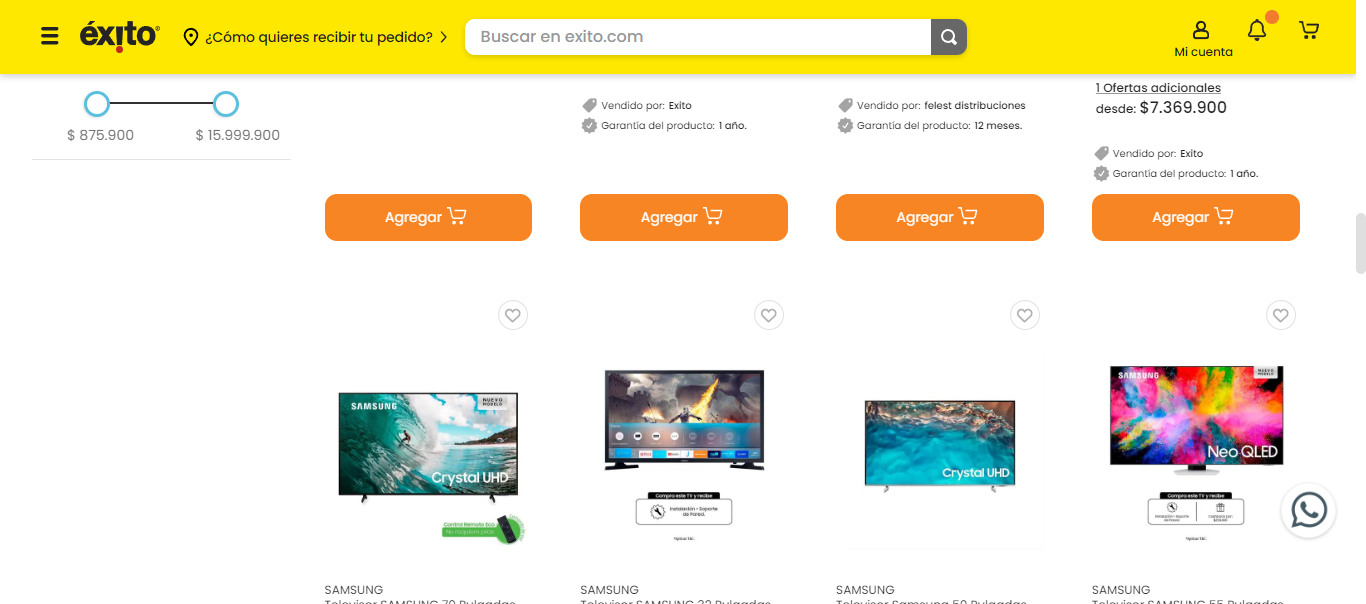 éxito
¿Cómo quieres recibir tu pedido?
Buscar en exito.com
Mi cuenta
$ 875.900
$ 15.999.900
Vendido por: Exito
Garantía del producto: 1 año.
Vendido por: felest distribuciones
Garantía del producto: 12 meses.
1 Ofertas adicionales
desde: $7.369.900
Vendido por: Exito
Garantía del producto: 1 año.
Agregar
Agregar
Agregar
Agregar
SAMSUNG
NUEVO MODELO
Crystal UHD
Control Remoto Eco
Compra este TV y recibe
Instalación + Soporte
de Pared.
Crystal UHD
SAMSUNG
NUEVO MODELO
Neo QLED
Compra este TV y recibe
SAMSUNG
Televisor SAMSUNG 70 Pulgadas
SAMSUNG
Televisor SAMSUNG 32 Pulgadas
SAMSUNG
Televisor Samsung 50 Pulgadas
SAMSUNG
Televisor SAMSUNG 55 Pulgadas